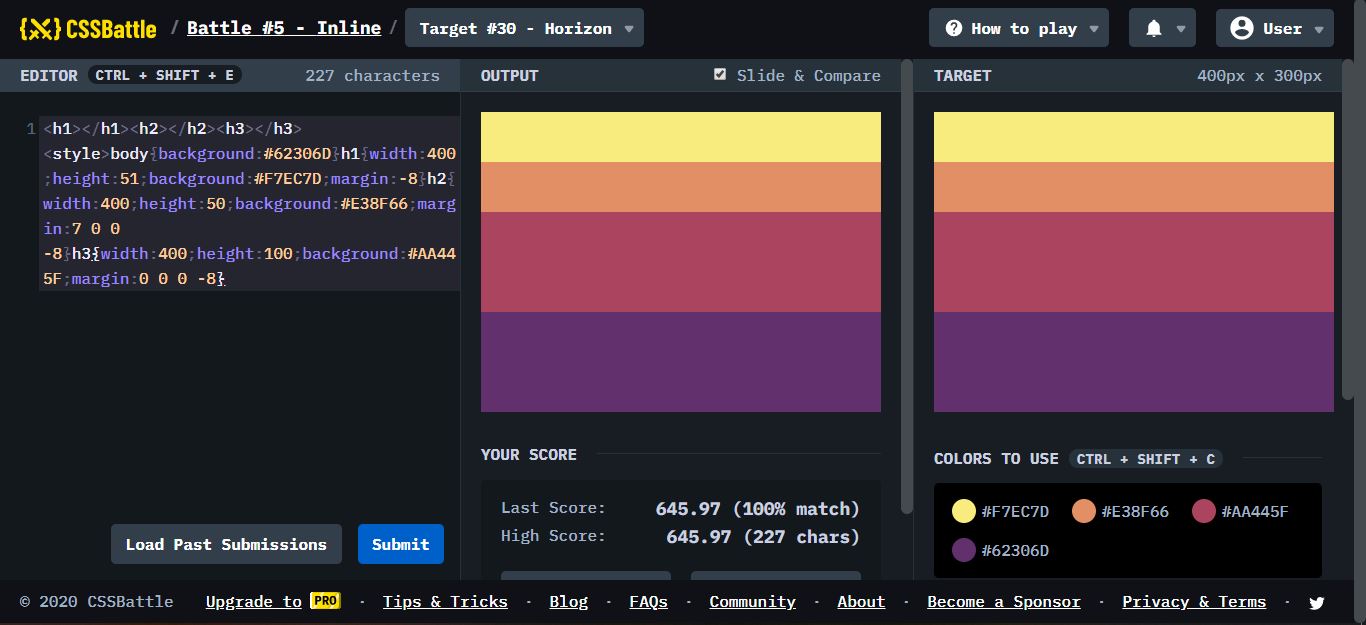 {X} CSSBattle / Battle #5 - Inline / Target #30 - Horizon ▼ How to play ▼ ▼ User ▼
EDITOR CTRL + SHIFT + E 227 characters
OUTPUT Slide & Compare
TARGET 400px x 300px
1 <h1></h1><h2></h2><h3></h3>
<style>body{background:#62306D}h1{width:400
;height:51;background:#F7EC7D;margin:-8}h2{
width:400;height:50;background:#E38F66;marg
in:7 0 0
-8}h3{width:400;height:100;background:#AA44
5F;margin:0 0 0 -8}
Load Past Submissions Submit
YOUR SCORE
Last Score: 645.97 (100% match)
High Score: 645.97 (227 chars)
COLORS TO USE CTRL + SHIFT + C
#F7EC7D #E38F66 #AA445F
#62306D
© 2020 CSSBattle Upgrade to PRO · Tips & Tricks · Blog · FAQs · Community · About · Become a Sponsor · Privacy & Terms ·